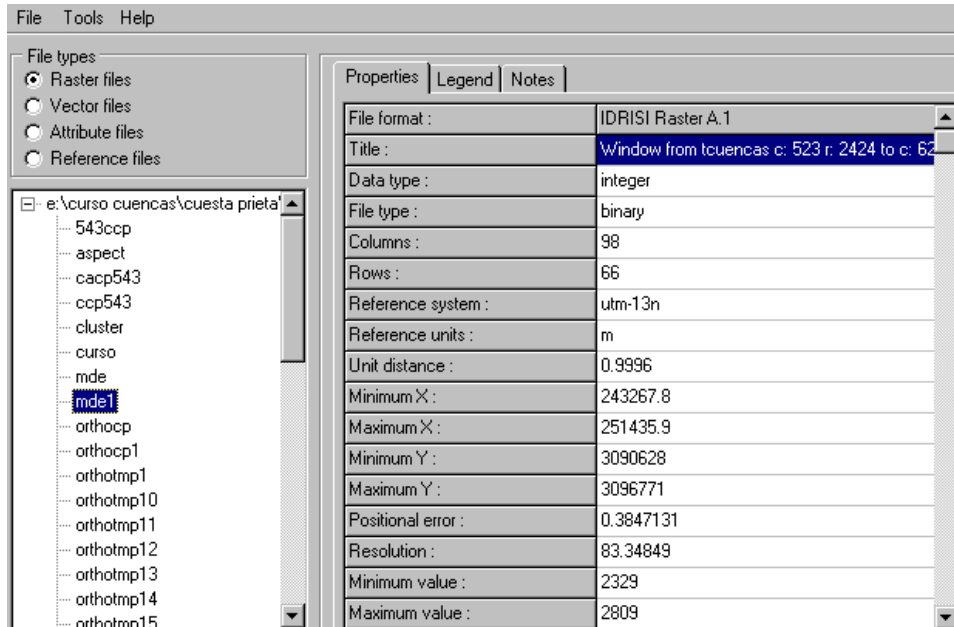 File Tools Help
File types
Raster files
Vector files
Attribute files
Reference files
e:\curso cuencas\cuesta prieta\
543ccp
aspect
cacp543
ccp543
cluster
curso
mde
mde1
orthocp
orthocp1
orthotmp1
orthotmp10
orthotmp11
orthotmp12
orthotmp13
orthotmp14
orthotmp15
Properties Legend Notes
File format : IDRISI Raster A.1
Title : Window from tcuencas c: 523 r: 2424 to c: 62
Data type : integer
File type : binary
Columns : 98
Rows : 66
Reference system : utm-13n
Reference units : m
Unit distance : 0.9996
Minimum X : 243267.8
Maximum X : 251435.9
Minimum Y : 3090628
Maximum Y : 3096771
Positional error : 0.3847131
Resolution : 83.34849
Minimum value : 2329
Maximum value : 2809